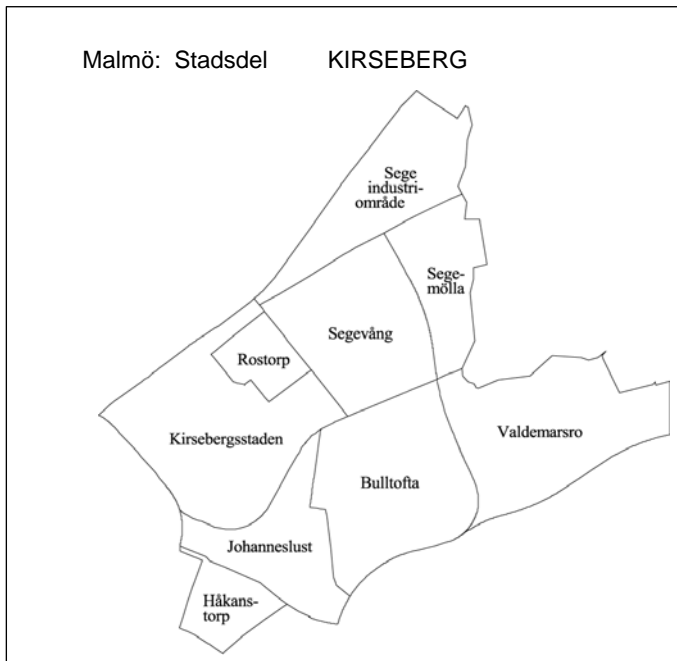 Malmö: Stadsdel KIRSEBERG
Sege
industri-
område
Sege-
mölla
Segevång
Rostorp
Kirsebergsstaden
Valdemarsro
Bulltofta
Johanneslust
Håkans-
torp